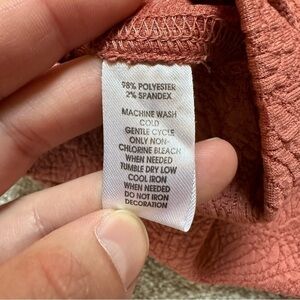 98% POLYESTER
2% SPANDEX
MACHINE WASH
COLD
GENTLE CYCLE
ONLY NON-
CHLORINE BLEACH
WHEN NEEDED
TUMBLE DRY LOW
COOL IRON
WHEN NEEDED
DO NOT IRON
DECORATION